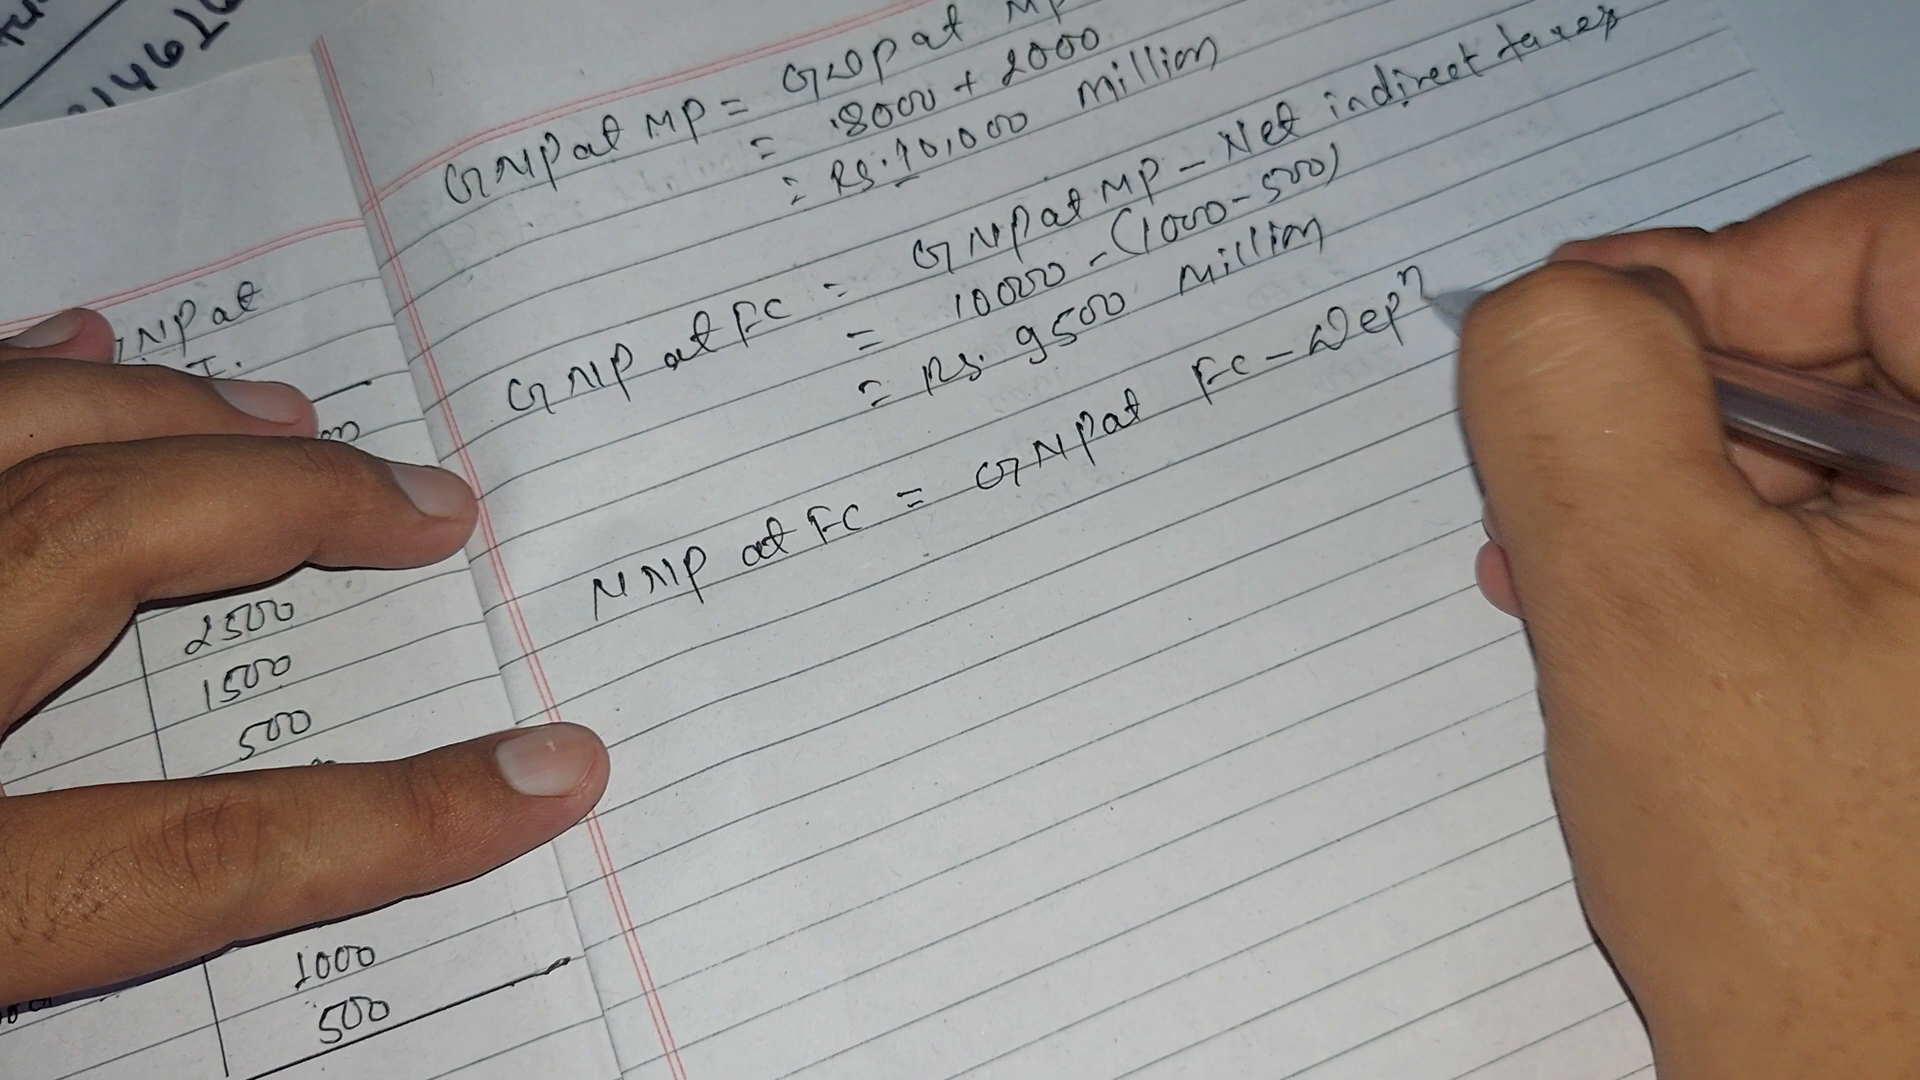 NP at
I.
2500
1500
500
1000
500
GNP at MP = GDP at MP
= 8000 + 2000
= Rs. 10,000 Million
GNP at FC = GNP at MP - Net indirect taxes
= 10000 - (1000-500)
= Rs. 9500 Million
NNP at FC = GNP at FC - Depⁿ